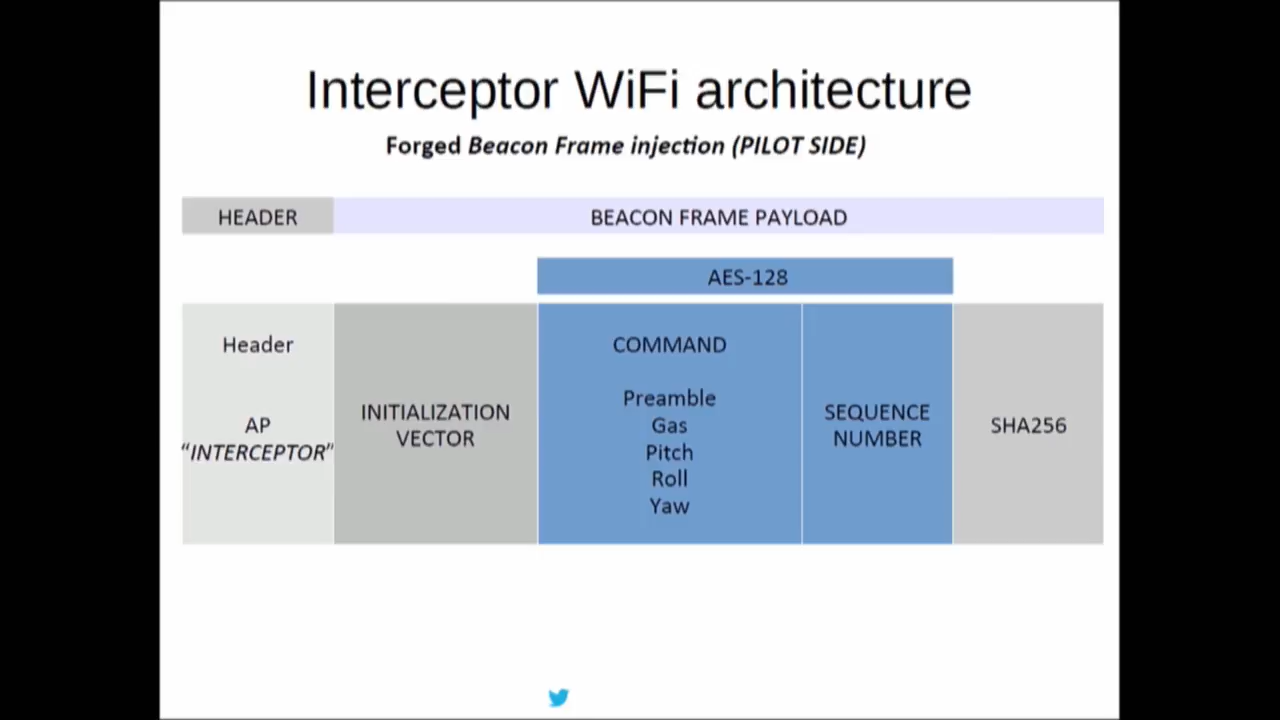 Interceptor WiFi architecture
Forged Beacon Frame injection (PILOT SIDE)
HEADER
BEACON FRAME PAYLOAD
AES-128
Header
AP
“INTERCEPTOR”
INITIALIZATION
VECTOR
COMMAND
Preamble
Gas
Pitch
Roll
Yaw
SEQUENCE
NUMBER
SHA256